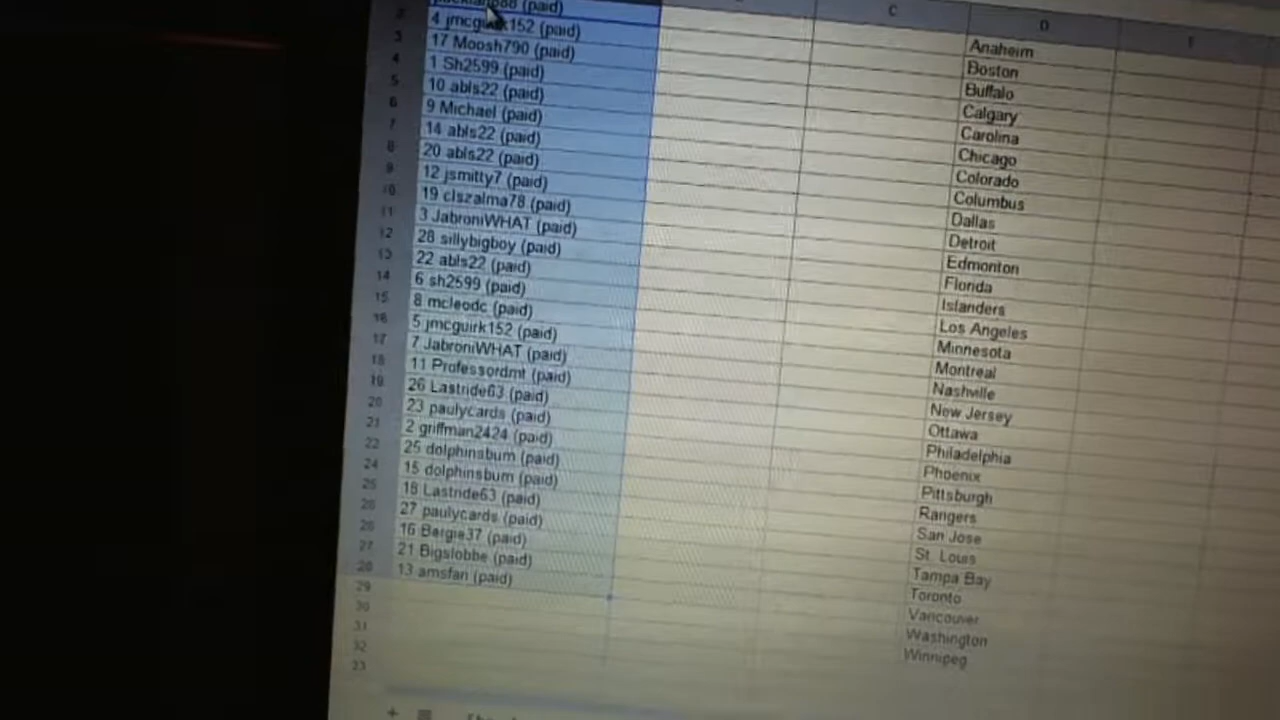 C
D
(paid)
4 jmcguirk152 (paid)
17 Moosh790 (paid)
1 Sh2599 (paid)
10 abls22 (paid)
9 Michael (paid)
14 abls22 (paid)
20 abls22 (paid)
12 jsmitty7 (paid)
19 clszalma78 (paid)
3 JabroniWHAT (paid)
28 sillybigboy (paid)
22 abls22 (paid)
6 sh2599 (paid)
8 mcleodc (paid)
5 jmcguirk152 (paid)
7 JabroniWHAT (paid)
11 Professordmt (paid)
26 Lastride63 (paid)
23 paulycards (paid)
2 griffman2424 (paid)
25 dolphinsbum (paid)
15 dolphinsbum (paid)
18 Lastride63 (paid)
27 paulycards (paid)
16 Bergie37 (paid)
21 Bigslobbe (paid)
13 amsfan (paid)
Anaheim
Boston
Buffalo
Calgary
Carolina
Chicago
Colorado
Columbus
Dallas
Detroit
Edmonton
Florida
Islanders
Los Angeles
Minnesota
Montreal
Nashville
New Jersey
Ottawa
Philadelphia
Phoenix
Pittsburgh
Rangers
San Jose
St. Louis
Tampa Bay
Toronto
Vancouver
Washington
Winnipeg